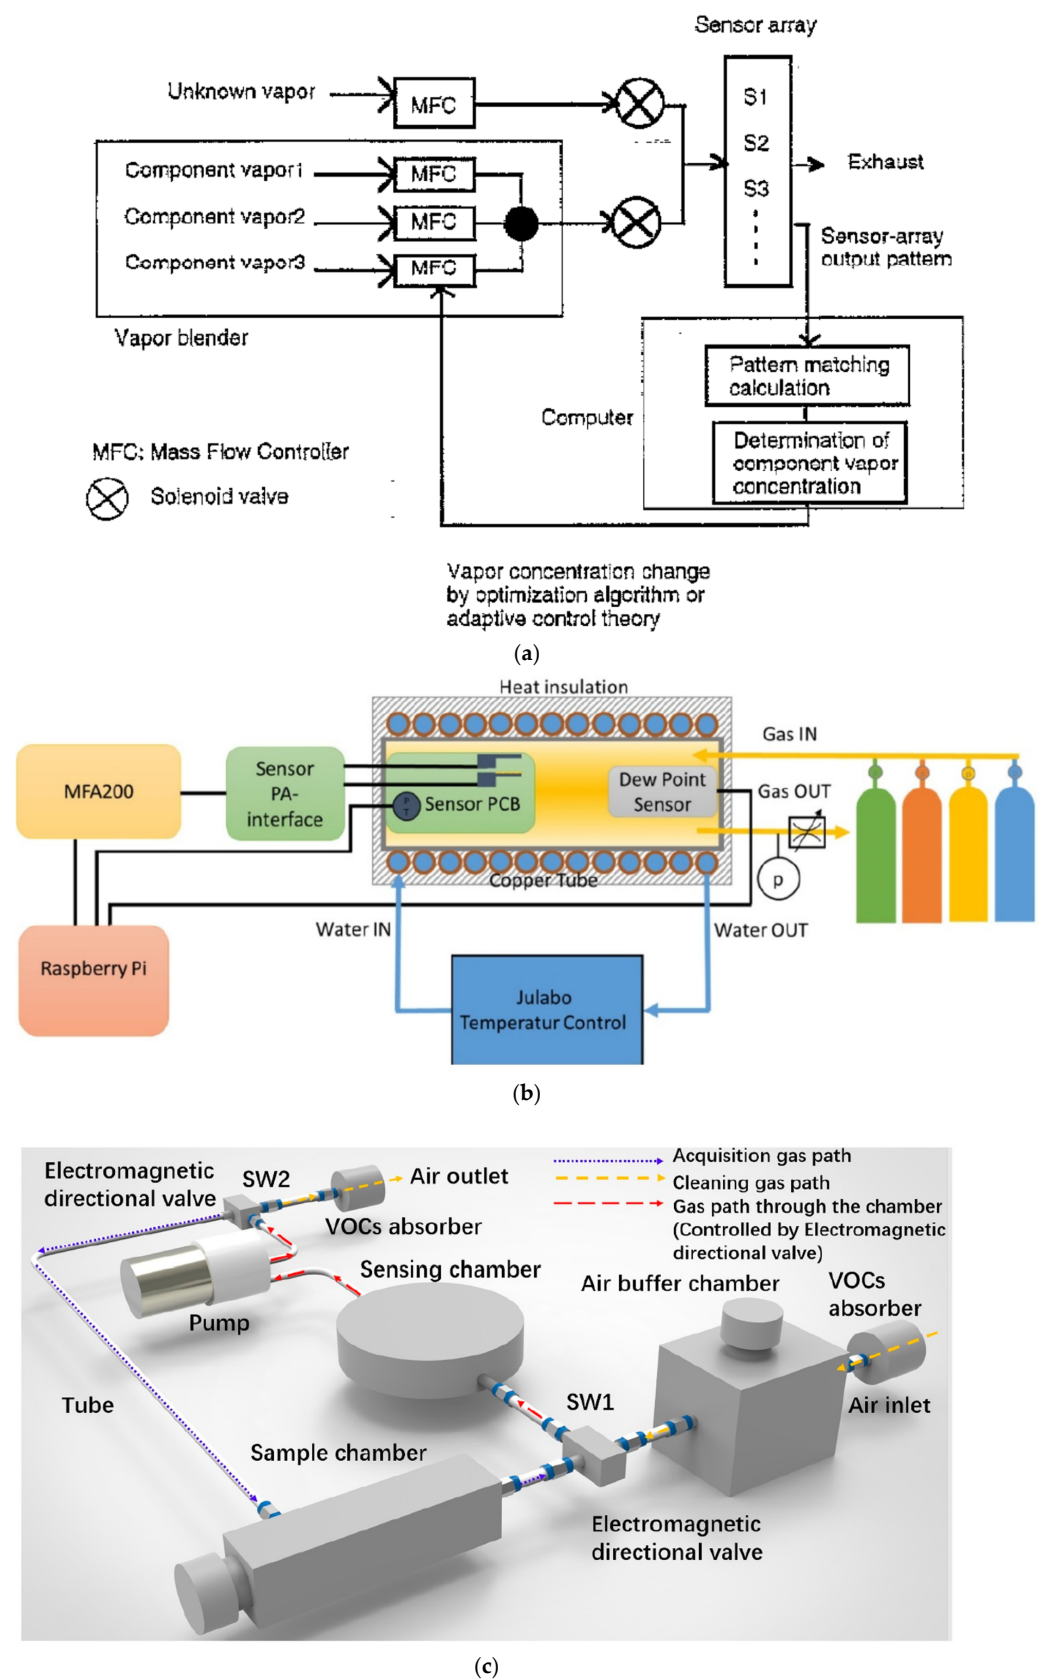 Sensor array
Unknown vapor
MFC
S1
Component vapor1
MFC
S2
Exhaust
Component vapor2
MFC
S3
Sensor-array
output pattern
Component vapor3
MFC
Vapor blender
Pattern matching
calculation
Computer
Determination of
component vapor
concentration
MFC: Mass Flow Controller
Solenoid valve
Vapor concentration change
by optimization algorithm or
adaptive control theory
(a)
Heat insulation
Gas IN
MFA200
Sensor
PA-
interface
Sensor PCB
P
T
Dew Point
Sensor
Gas OUT
p
p
Copper Tube
Water IN
Water OUT
Raspberry Pi
Julabo
Temperatur Control
(b)
Electromagnetic
directional valve
SW2
Air outlet
VOCs absorber
Acquisition gas path
Cleaning gas path
Gas path through the chamber
(Controlled by Electromagnetic
directional valve)
Sensing chamber
Air buffer chamber
VOCs
absorber
Pump
Tube
SW1
Air inlet
Sample chamber
Electromagnetic
directional valve
(c)